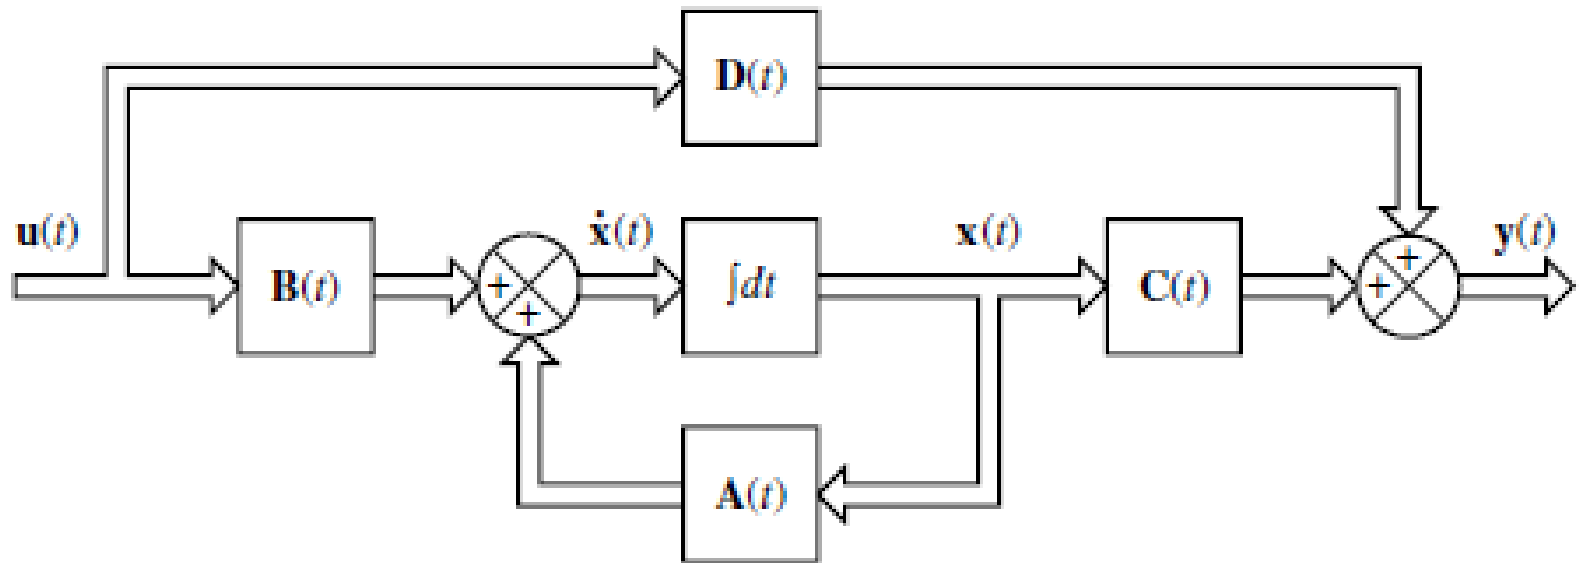 D(t)
u(t)
ẋ(t)
x(t)
y(t)
B(t)
+
+
∫dt
C(t)
+
+
A(t)